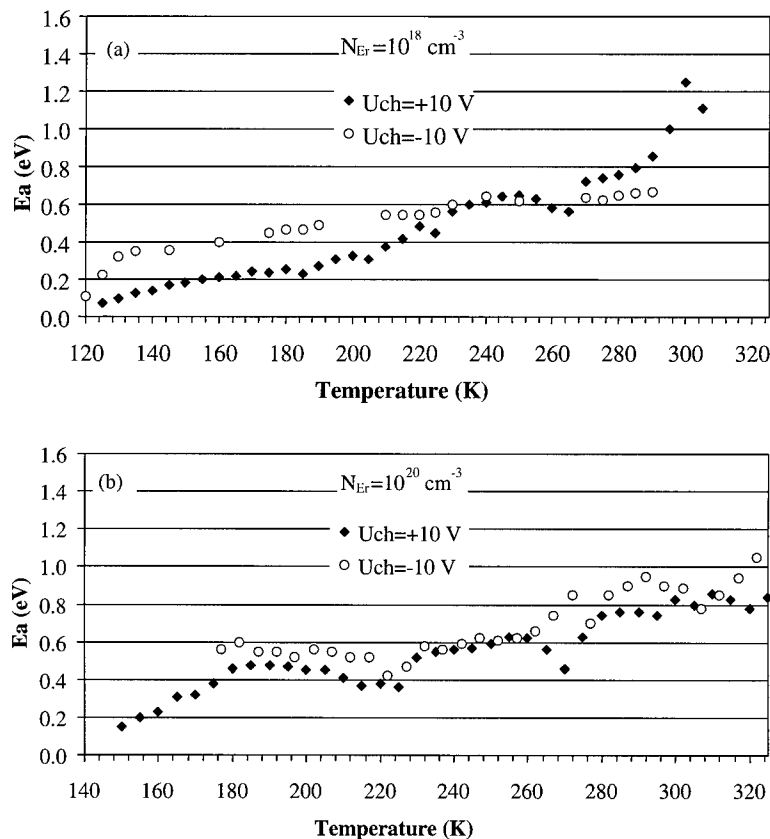 1.6
1.4
1.2
1.0
0.8
0.6
0.4
0.2
0.0
Ea (eV)
(a)
N_Er=10^18 cm^-3
◆ Uch=+10 V
○ Uch=-10 V
120 140 160 180 200 220 240 260 280 300 320
Temperature (K)
1.6
1.4
1.2
1.0
0.8
0.6
0.4
0.2
0.0
Ea (eV)
(b)
N_Er=10^20 cm^-3
◆ Uch=+10 V
○ Uch=-10 V
140 160 180 200 220 240 260 280 300 320
Temperature (K)